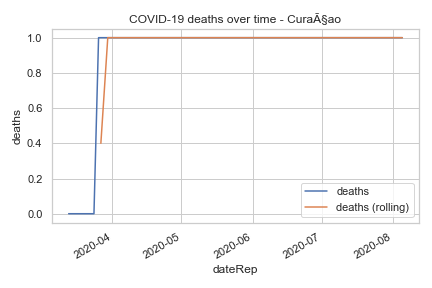 COVID-19 deaths over time - CuraÃ§ao
1.0
0.8
0.6
0.4
0.2
0.0
deaths
deaths
deaths (rolling)
2020-04
2020-05
2020-06
2020-07
2020-08
dateRep